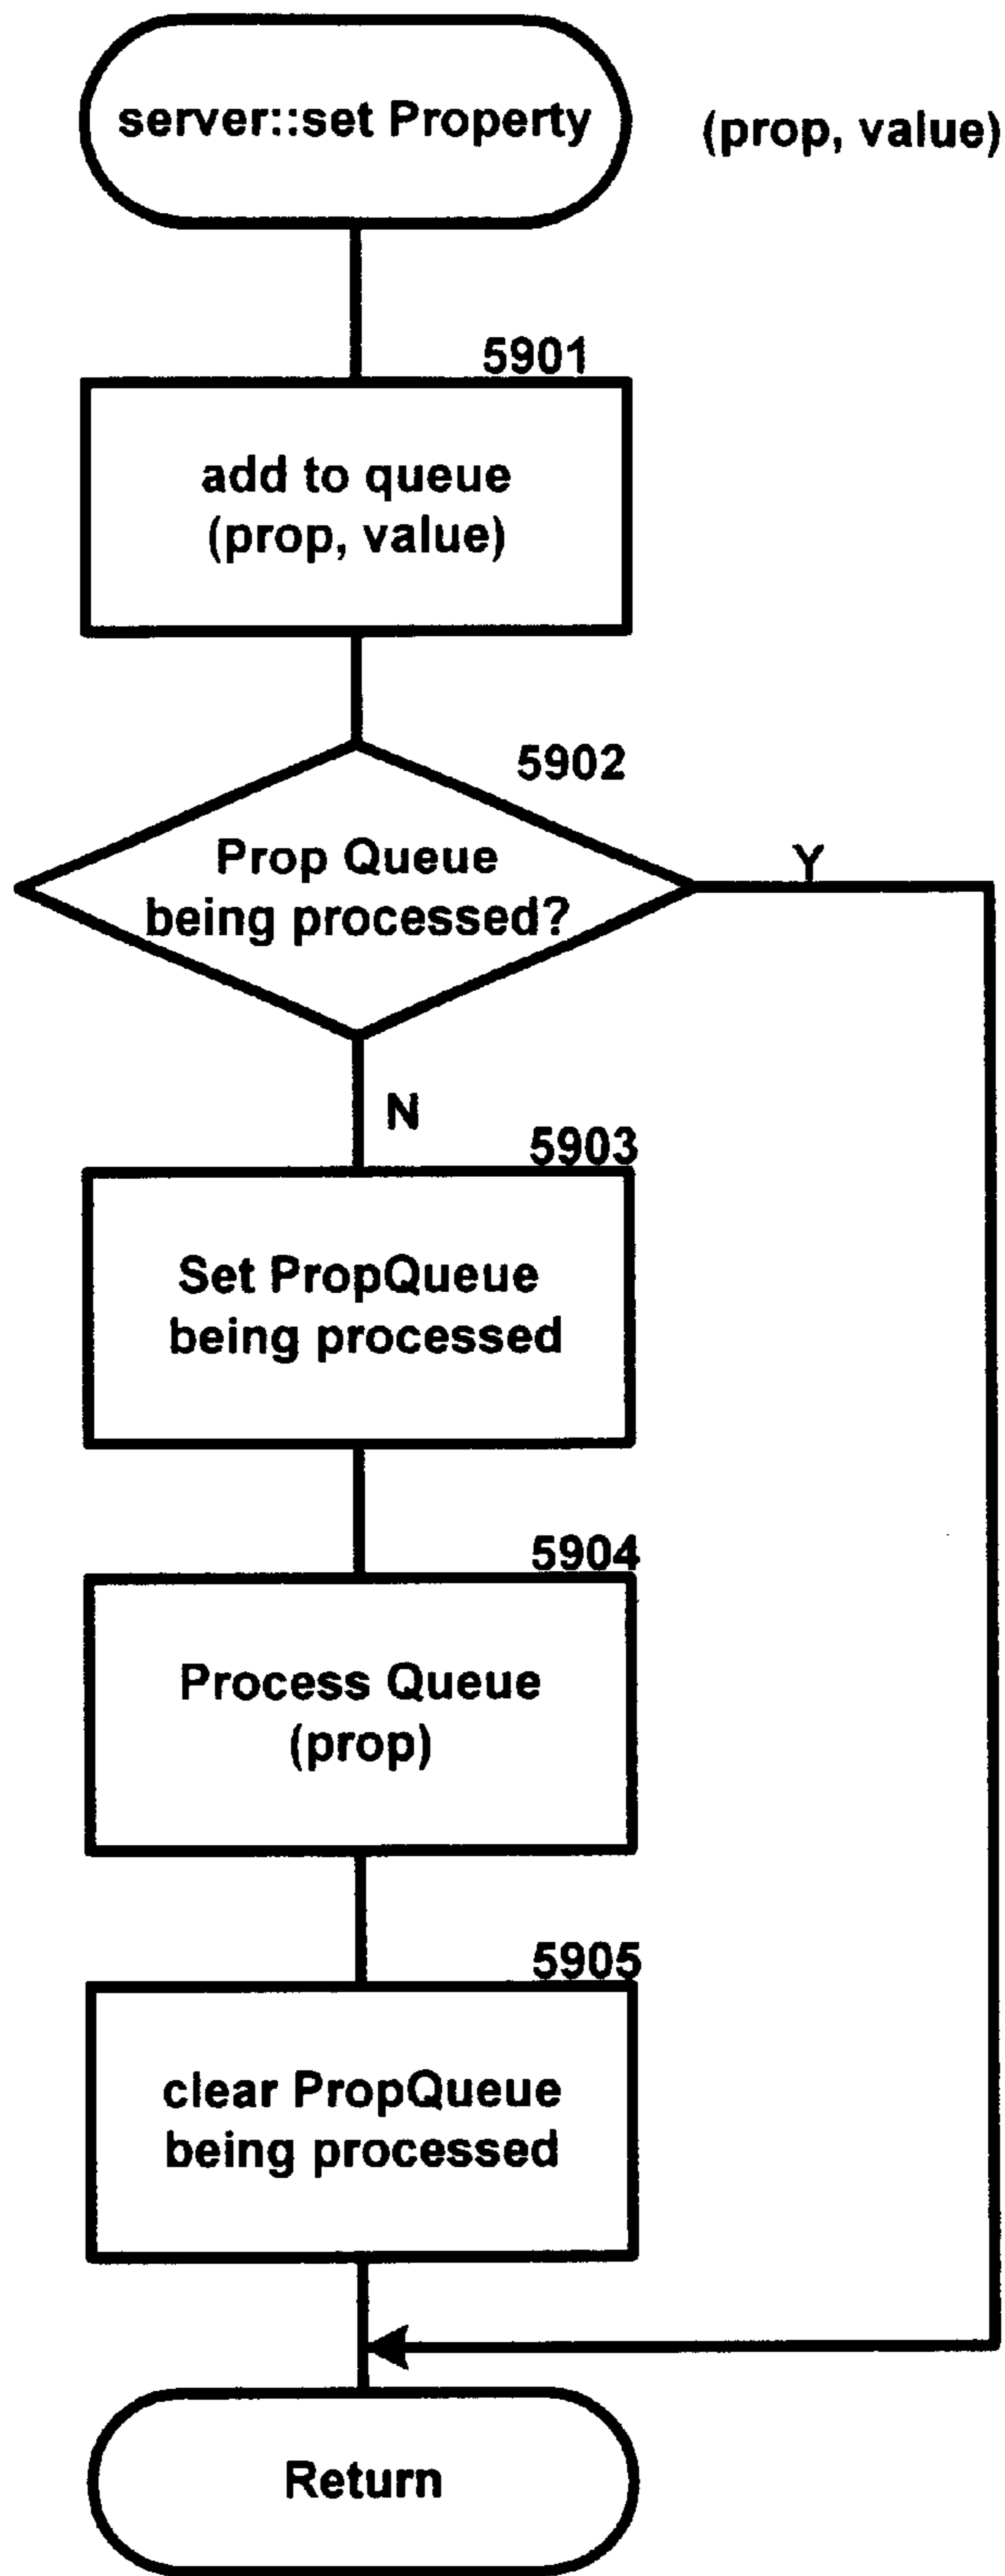 server::set Property
(prop, value)
5901
add to queue
(prop, value)
5902
Prop Queue
being processed?
Y
N
5903
Set PropQueue
being processed
5904
Process Queue
(prop)
5905
clear PropQueue
being processed
Return